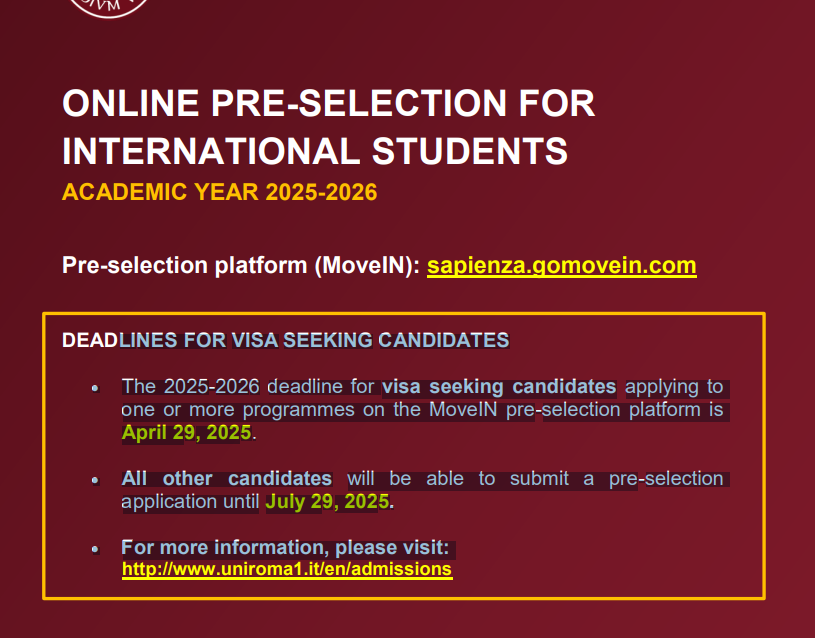 ONLINE PRE-SELECTION FOR
INTERNATIONAL STUDENTS
ACADEMIC YEAR 2025-2026
Pre-selection platform (MoveIN): sapienza.gomovein.com
DEADLINES FOR VISA SEEKING CANDIDATES
• The 2025-2026 deadline for visa seeking candidates applying to
one or more programmes on the MoveIN pre-selection platform is
April 29, 2025.
• All other candidates will be able to submit a pre-selection
application until July 29, 2025.
• For more information, please visit:
http://www.uniroma1.it/en/admissions